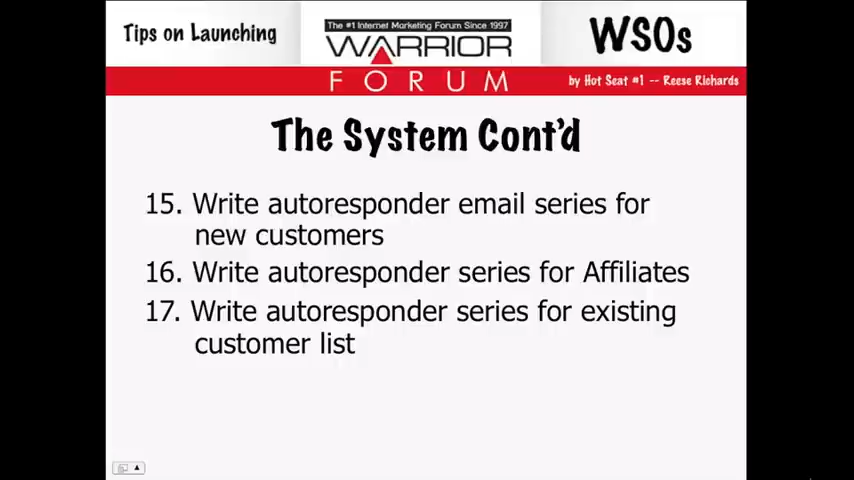 Tips on Launching
The #1 Internet Marketing Forum Since 1997
WARRIOR
FORUM
WSOs
by Hot Seat #1 -- Reese Richards
The System Cont'd
15. Write autoresponder email series for
new customers
16. Write autoresponder series for Affiliates
17. Write autoresponder series for existing
customer list